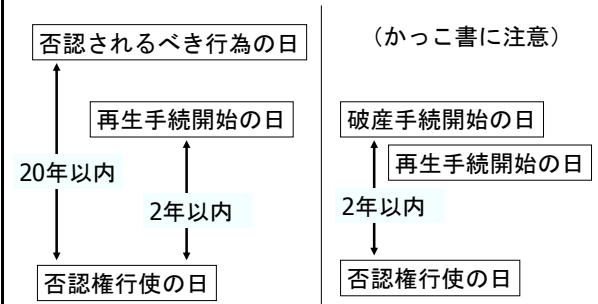 否認されるべき行為の日
再生手続開始の日
20年以内
2年以内
否認権行使の日
（かっこ書に注意）
破産手続開始の日
再生手続開始の日
2年以内
否認権行使の日